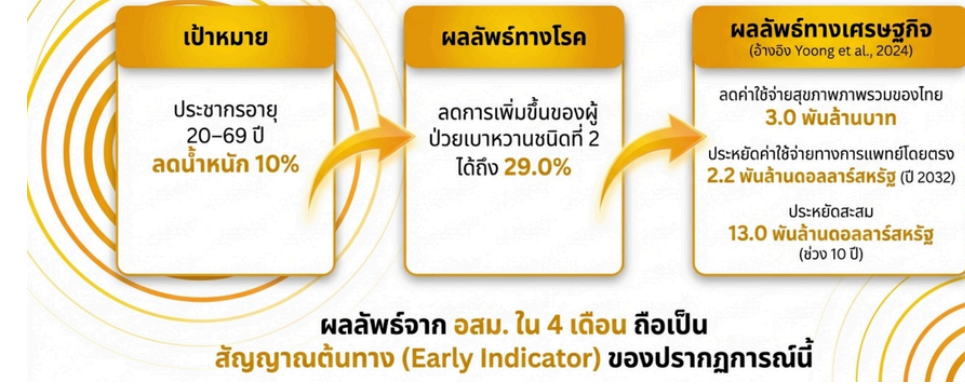 เป้าหมาย
ประชากรอายุ
20–69 ปี
ลดน้ำหนัก 10%
ผลลัพธ์ทางโรค
ลดการเพิ่มขึ้นของผู้
ป่วยเบาหวานชนิดที่ 2
ได้ถึง 29.0%
ผลลัพธ์ทางเศรษฐกิจ
(อ้างอิง Yoong et al., 2024)
ลดค่าใช้จ่ายสุขภาพภาพรวมของไทย
3.0 พันล้านบาท
ประหยัดค่าใช้จ่ายทางการแพทย์โดยตรง
2.2 พันล้านดอลลาร์สหรัฐ (ปี 2032)
ประหยัดสะสม
13.0 พันล้านดอลลาร์สหรัฐ
(ช่วง 10 ปี)
ผลลัพธ์จาก อสม. ใน 4 เดือน ถือเป็น
สัญญาณต้นทาง (Early Indicator) ของปรากฏการณ์นี้